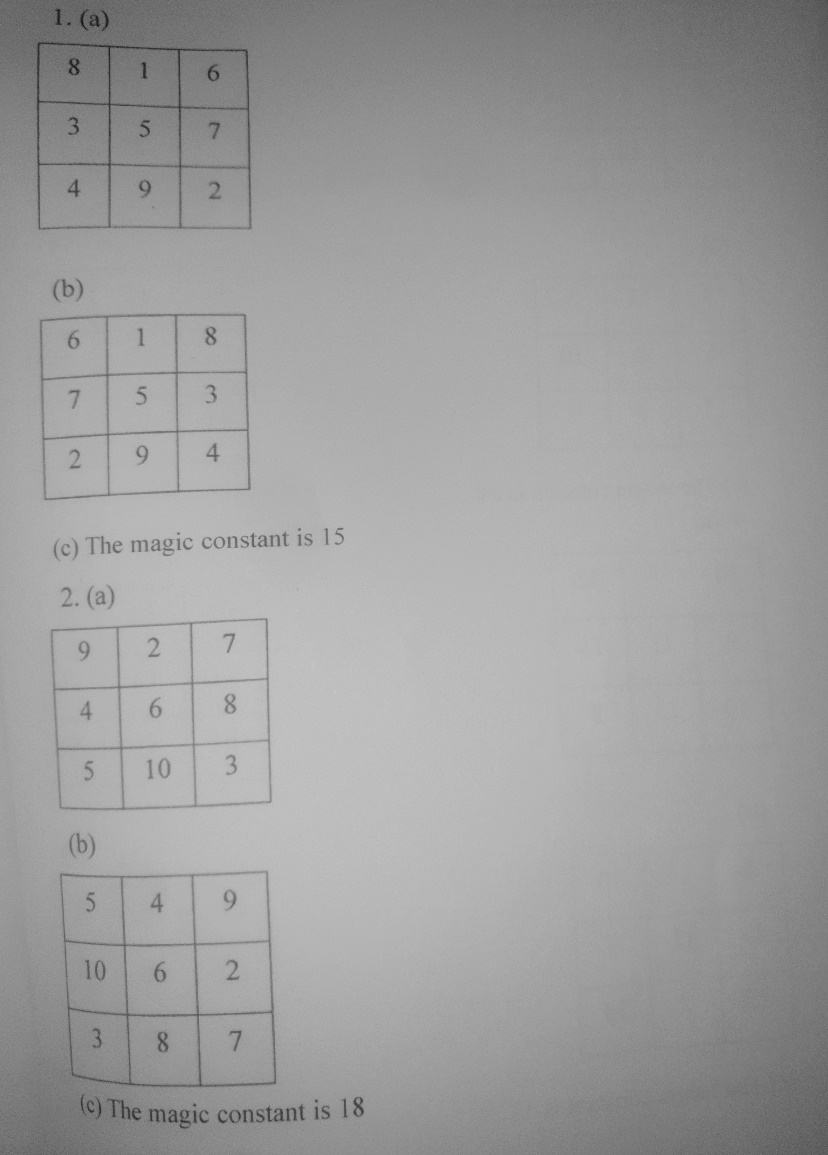 1. (a)
8 1 6
3 5 7
4 9 2
(b)
6 1 8
7 5 3
2 9 4
(c) The magic constant is 15
2. (a)
9 2 7
4 6 8
5 10 3
(b)
5 4 9
10 6 2
3 8 7
(c) The magic constant is 18